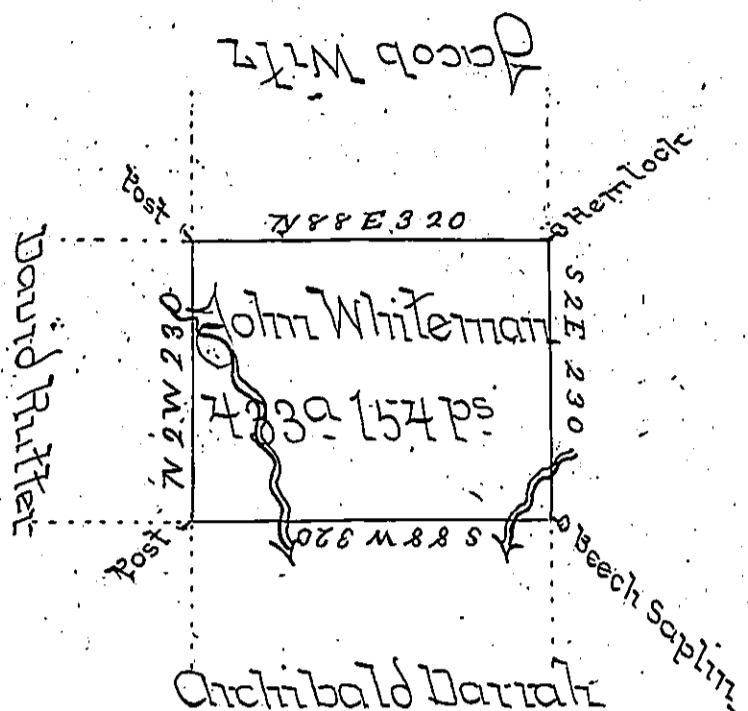 Jacob Witz
Post
Hemlock
N 88 E 320
David Rutter
N 2 W 230
John Whiteman
433a 154 ps
S 2 E 230
Post
S 88 W 320
Beech Saplin
Archibald Darrah